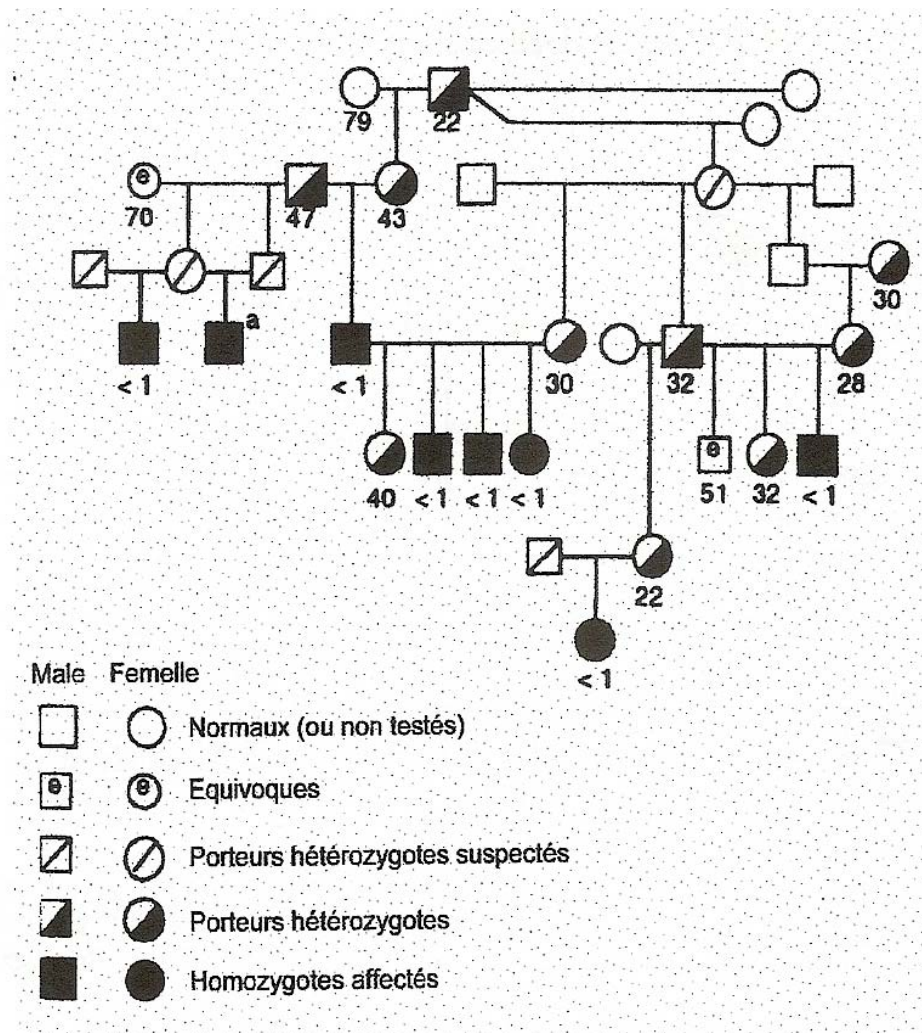 79 22
e
70 47 43
30
a
< 1 < 1 30 32 28
e
40 < 1 < 1 < 1 51 32 < 1
22
< 1
Male Femelle
Normaux (ou non testés)
e e Equivoques
Porteurs hétérozygotes suspectés
Porteurs hétérozygotes
Homozygotes affectés